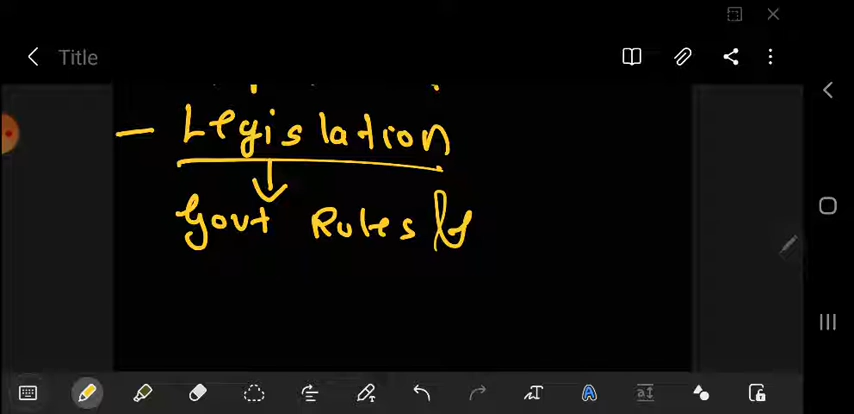 Title
– Legislation
↓
Govt Rules &